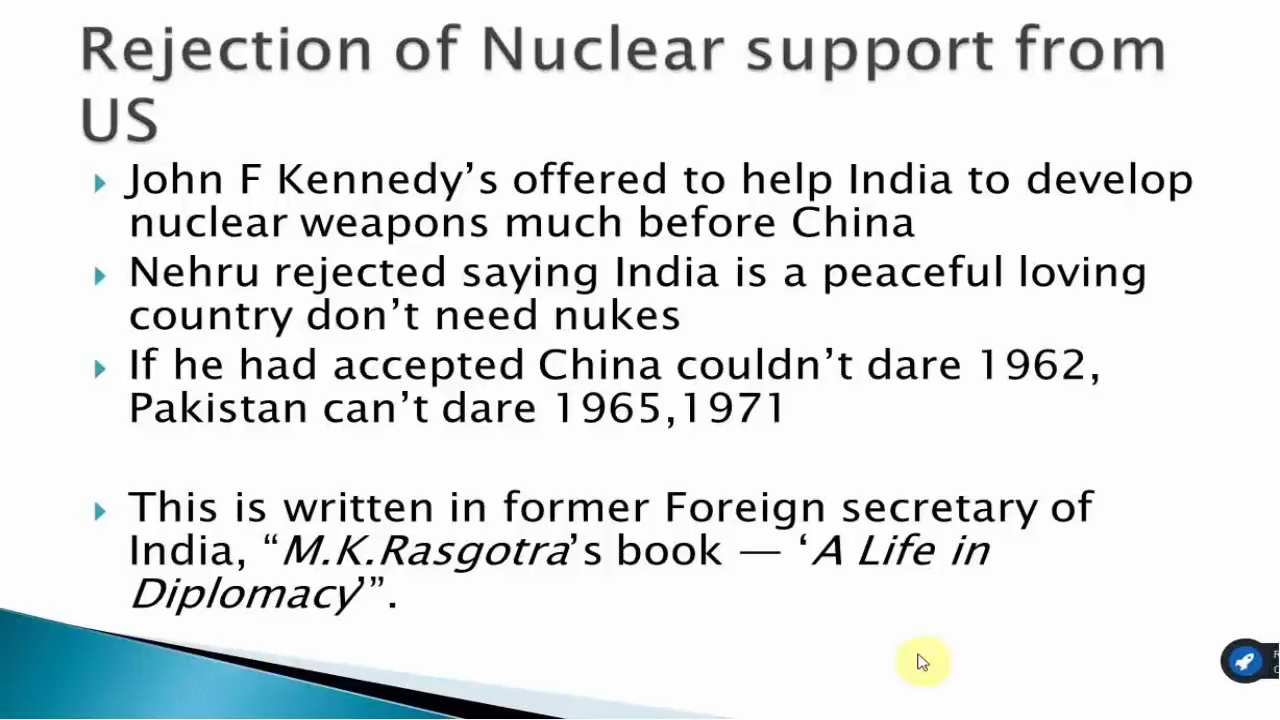 Rejection of Nuclear support from
US
John F Kennedy’s offered to help India to develop
nuclear weapons much before China
Nehru rejected saying India is a peaceful loving
country don’t need nukes
If he had accepted China couldn’t dare 1962,
Pakistan can’t dare 1965,1971
This is written in former Foreign secretary of
India, “M.K.Rasgotra’s book — ‘A Life in
Diplomacy’”.